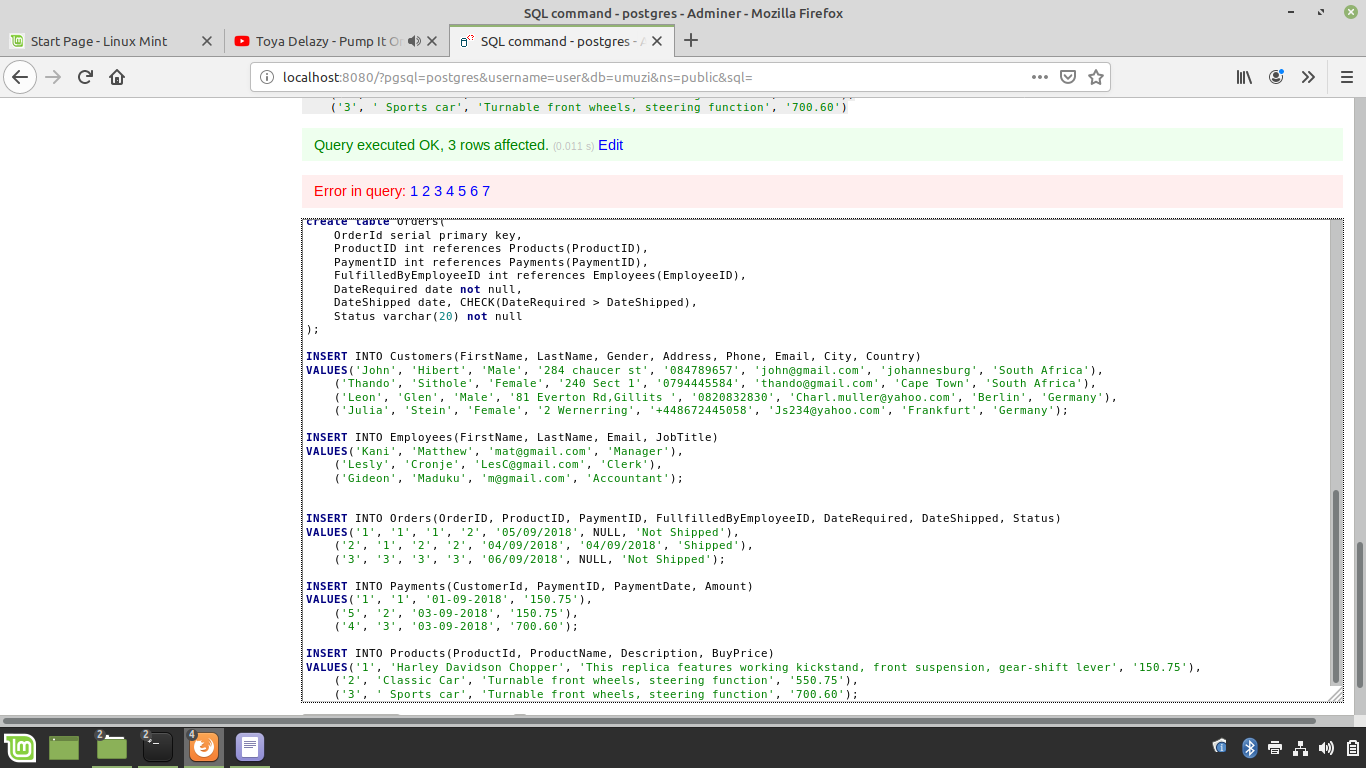 SQL command - postgres - Adminer - Mozilla Firefox
Start Page - Linux Mint
Toya Delazy - Pump It O
SQL command - postgres - A
localhost:8080/?pgsql=postgres&username=user&db=umuzi&ns=public&sql=
('3', ' Sports car', 'Turnable front wheels, steering function', '700.60')
Query executed OK, 3 rows affected. (0.011 s) Edit
Error in query: 1 2 3 4 5 6 7
create table Orders(
OrderId serial primary key,
ProductID int references Products(ProductID),
PaymentID int references Payments(PaymentID),
FulfilledByEmployeeID int references Employees(EmployeeID),
DateRequired date not null,
DateShipped date, CHECK(DateRequired > DateShipped),
Status varchar(20) not null
);
INSERT INTO Customers(FirstName, LastName, Gender, Address, Phone, Email, City, Country)
VALUES('John', 'Hibert', 'Male', '284 chaucer st', '084789657', 'john@gmail.com', 'johannesburg', 'South Africa'),
('Thando', 'Sithole', 'Female', '240 Sect 1', '0794445584', 'thando@gmail.com', 'Cape Town', 'South Africa'),
('Leon', 'Glen', 'Male', '81 Everton Rd,Gillits ', '0820832830', 'Charl.muller@yahoo.com', 'Berlin', 'Germany'),
('Julia', 'Stein', 'Female', '2 Wernerring', '+448672445058', 'Js234@yahoo.com', 'Frankfurt', 'Germany');
INSERT INTO Employees(FirstName, LastName, Email, JobTitle)
VALUES('Kani', 'Matthew', 'mat@gmail.com', 'Manager'),
('Lesly', 'Cronje', 'LesC@gmail.com', 'Clerk'),
('Gideon', 'Maduku', 'm@gmail.com', 'Accountant');
INSERT INTO Orders(OrderID, ProductID, PaymentID, FullfilledByEmployeeID, DateRequired, DateShipped, Status)
VALUES('1', '1', '1', '2', '05/09/2018', NULL, 'Not Shipped'),
('2', '1', '2', '2', '04/09/2018', '04/09/2018', 'Shipped'),
('3', '3', '3', '3', '06/09/2018', NULL, 'Not Shipped');
INSERT INTO Payments(CustomerId, PaymentID, PaymentDate, Amount)
VALUES('1', '1', '01-09-2018', '150.75'),
('5', '2', '03-09-2018', '150.75'),
('4', '3', '03-09-2018', '700.60');
INSERT INTO Products(ProductId, ProductName, Description, BuyPrice)
VALUES('1', 'Harley Davidson Chopper', 'This replica features working kickstand, front suspension, gear-shift lever', '150.75'),
('2', 'Classic Car', 'Turnable front wheels, steering function', '550.75'),
('3', ' Sports car', 'Turnable front wheels, steering function', '700.60');
2
2
4